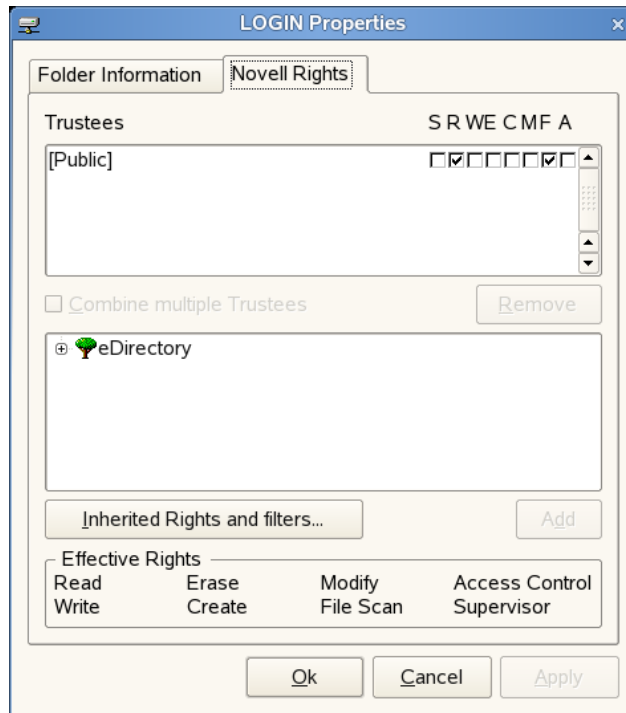 LOGIN Properties
Folder Information
Novell Rights
Trustees S R WE C MF A
[Public]
Combine multiple Trustees
Remove
eDirectory
Inherited Rights and filters...
Add
Effective Rights
Read Erase Modify Access Control
Write Create File Scan Supervisor
Ok
Cancel
Apply